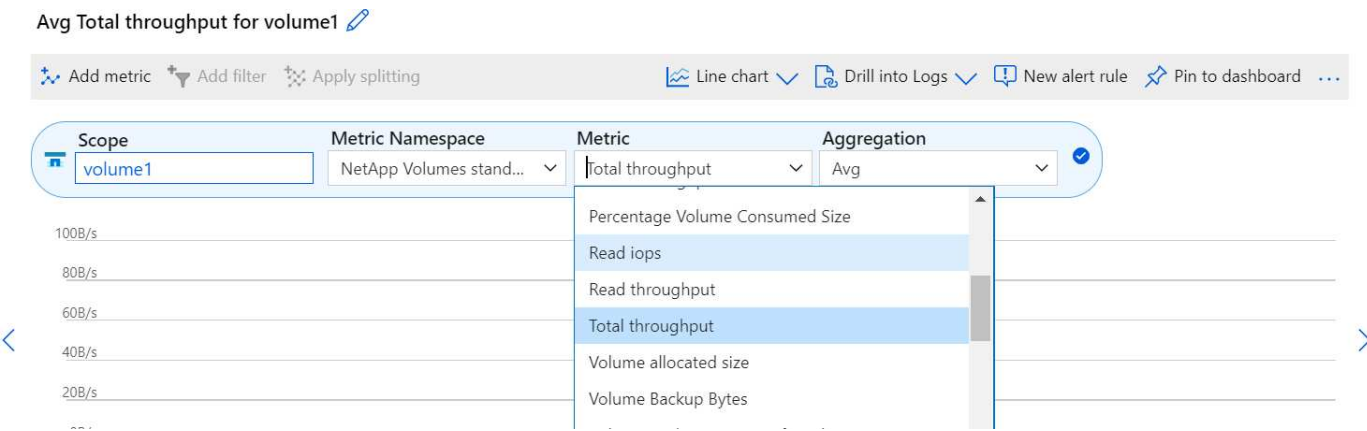 Avg Total throughput for volume1
Add metric Add filter Apply splitting Line chart Drill into Logs New alert rule Pin to dashboard ...
Scope Metric Namespace Metric Aggregation
volume1 NetApp Volumes stand... Total throughput Avg
Percentage Volume Consumed Size
100B/s
Read iops
80B/s
Read throughput
60B/s
Total throughput
40B/s
Volume allocated size
20B/s
Volume Backup Bytes